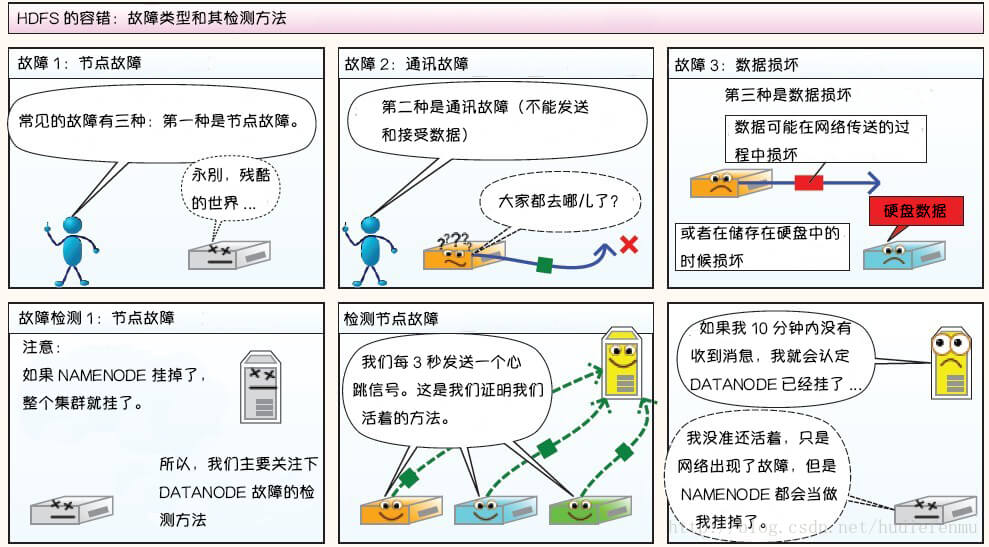 HDFS 的容错：故障类型和其检测方法
故障 1：节点故障
常见的故障有三种：第一种是节点故障。
永别，残酷
的世界 ...
故障 2：通讯故障
第二种是通讯故障（不能发送
和接受数据）
大家都去哪儿了？
????
故障 3：数据损坏
第三种是数据损坏
数据可能在网络传送的过
程中损坏
硬盘数据
或者在储存在硬盘中的
时候损坏
故障检测 1：节点故障
注意：
如果 NAMENODE 挂掉了，
整个集群就挂了。
所以，我们主要关注下
DATANODE 故障的检
测方法
检测节点故障
我们每 3 秒发送一个心
跳信号。这是我们证明我们
活着的方法。
如果我 10 分钟内没有
收到消息，我就会认定
DATANODE 已经挂了 ...
我没准还活着，只是
网络出现了故障，但是
NAMENODE 都会当做
我挂掉了。
http://blog.csdn.net/hudiefenmu